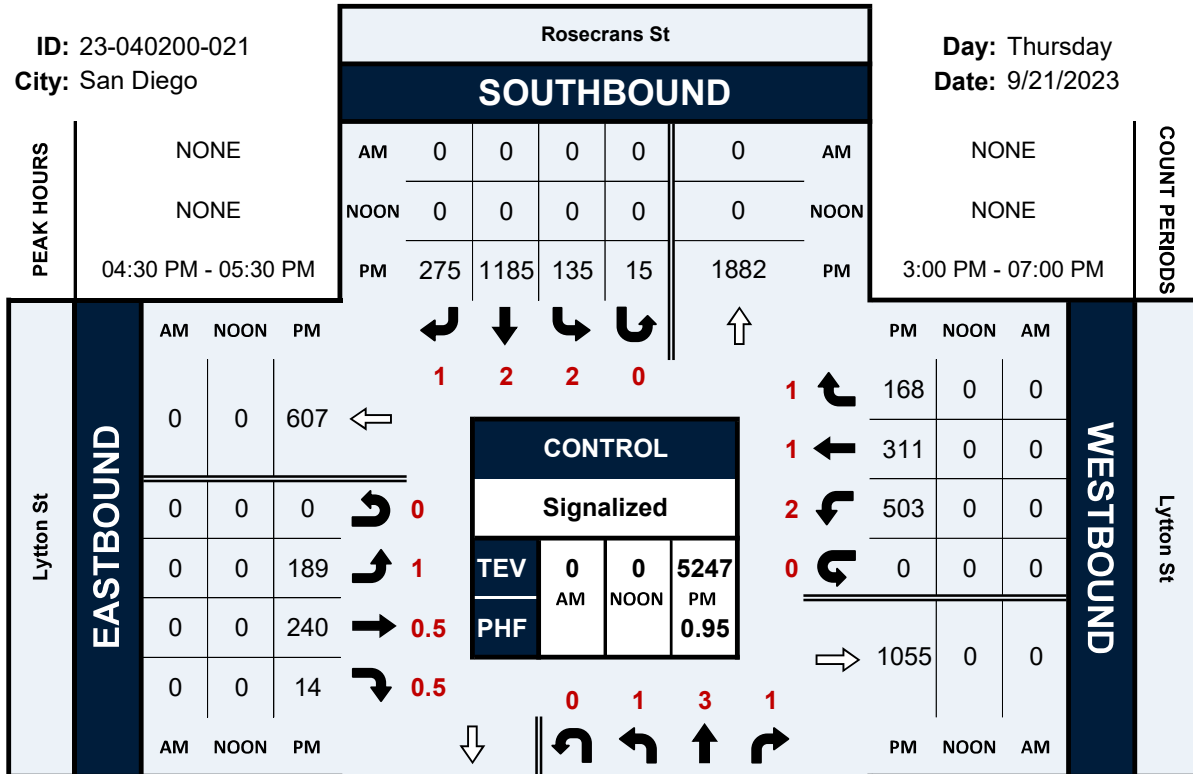 ID: 23-040200-021
City: San Diego
Rosecrans St
SOUTHBOUND
Day: Thursday
Date: 9/21/2023
PEAK HOURS
NONE
NONE
04:30 PM - 05:30 PM
AM 0 0 0 0 0 AM
NOON 0 0 0 0 0 NOON
PM 275 1185 135 15 1882 PM
NONE
NONE
3:00 PM - 07:00 PM
COUNT PERIODS
1 2 2 0
Lytton St
EASTBOUND
AM NOON PM
0 0 607
0 0 0 0
0 0 189 1
0 0 240 0.5
0 0 14 0.5
AM NOON PM
CONTROL
Signalized
TEV 0 0 5247
AM NOON PM
PHF 0.95
PM NOON AM
1 168 0 0
1 311 0 0
2 503 0 0
0 0 0 0
1055 0 0
PM NOON AM
WESTBOUND
Lytton St
0 1 3 1